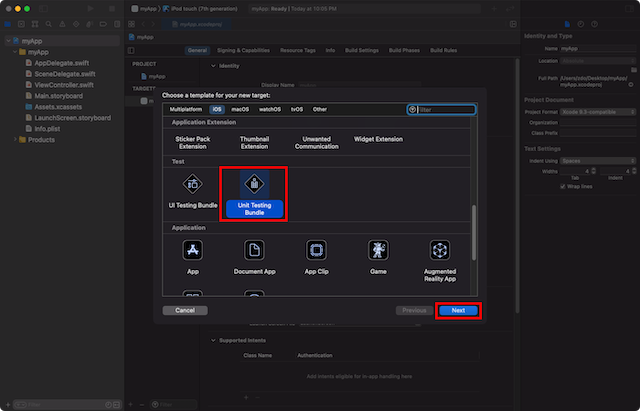 myApp
iPod touch (7th generation)
myApp: Ready | Today at 10:55 PM
myApp.xcodeproj
myApp
myApp
AppDelegate.swift
SceneDelegate.swift
ViewController.swift
Main.storyboard
Assets.xcassets
LaunchScreen.storyboard
Info.plist
Products
myApp
General
Signing & Capabilities
Resource Tags
Info
Build Settings
Build Phases
Build Rules
PROJECT
myApp
TARGET
Identity
Display Name
Choose a template for your new target:
Multiplatform
iOS
macOS
watchOS
tvOS
Other
Filter
Application Extension
Sticker Pack
Extension
Thumbnail
Extension
Unwanted
Communication
Widget Extension
Test
UI Testing Bundle
Unit Testing
Bundle
Application
App
Document App
App Clip
Game
Augmented
Reality App
Cancel
Previous
Next
Supported Intents
Class Name
Authentication
Add intents eligible for in-app handling here
Filter
Identity and Type
Name
myApp
Location
Full Path
/Users/zdo/Desktop/myApp/
myApp.xcodeproj
Project Document
Project Format
Xcode 9.3-compatible
Organization
Class Prefix
Text Settings
Indent Using
Spaces
Widths
4
4
Tab
Indent
Wrap lines